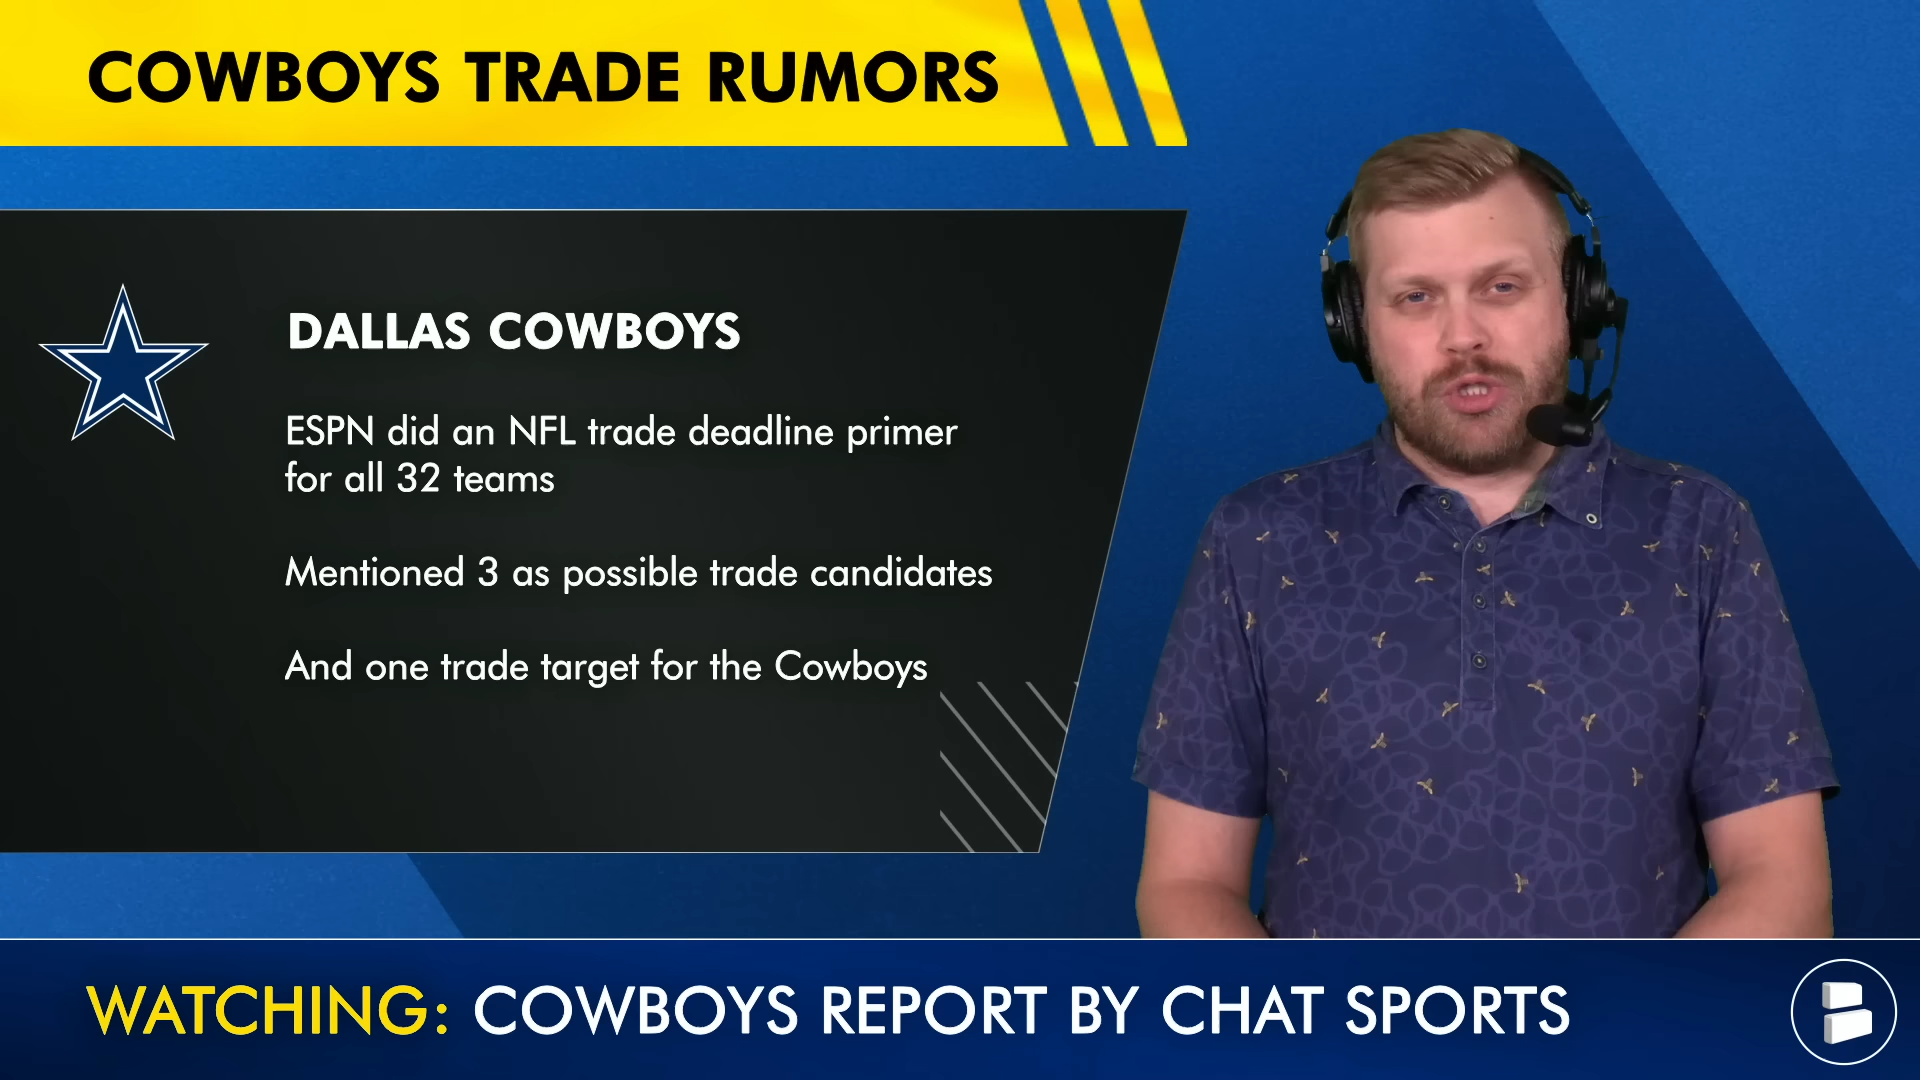 COWBOYS TRADE RUMORS
DALLAS COWBOYS
ESPN did an NFL trade deadline primer
for all 32 teams
Mentioned 3 as possible trade candidates
And one trade target for the Cowboys
WATCHING: COWBOYS REPORT BY CHAT SPORTS